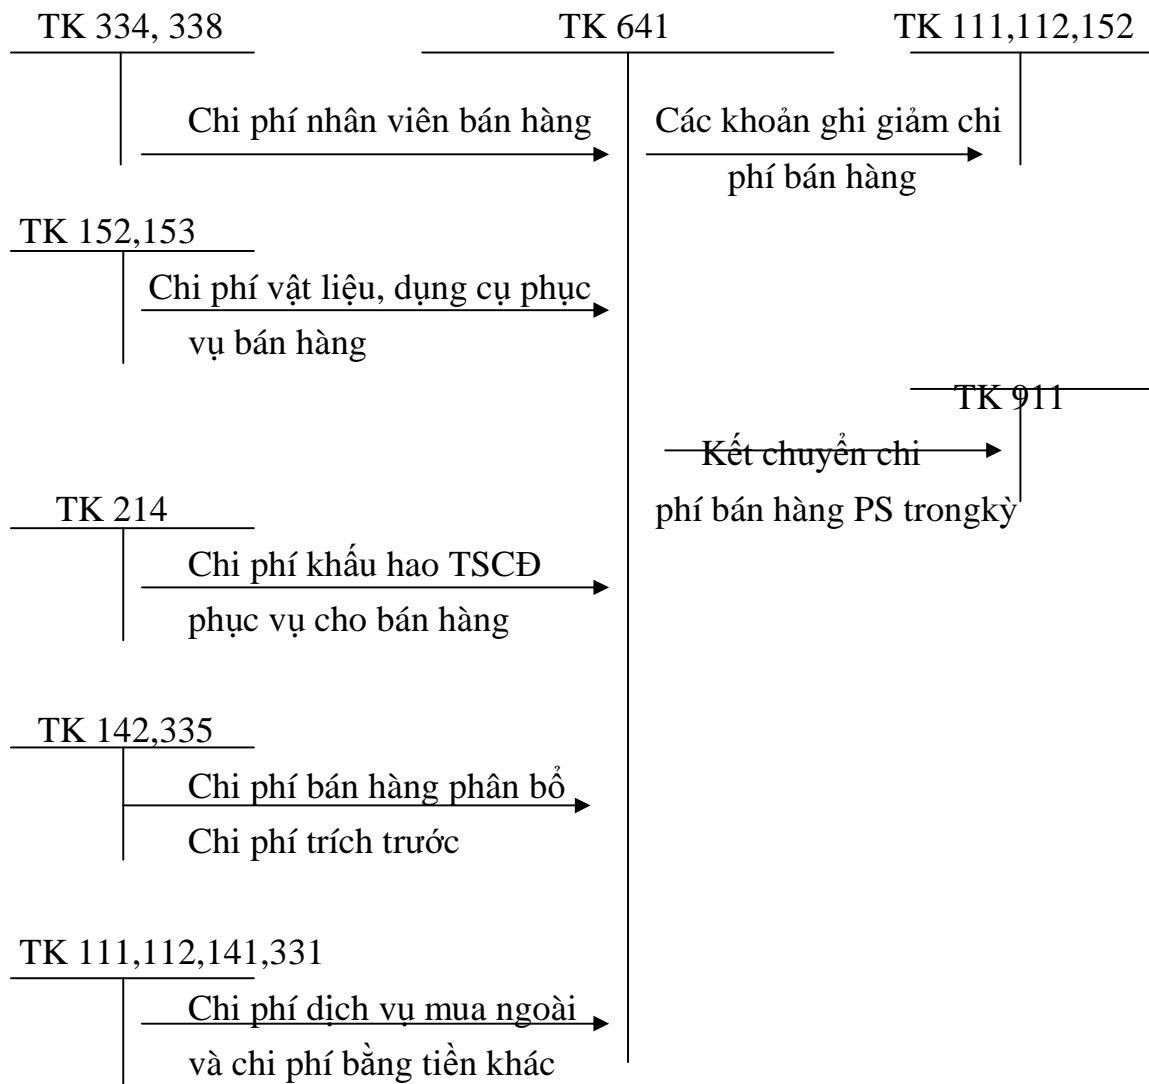 TK 334, 338
TK 641
TK 111,112,152
Chi phí nhân viên bán hàng
Các khoản ghi giảm chi
phí bán hàng
TK 152,153
Chi phí vật liệu, dụng cụ phục
vụ bán hàng
TK 911
Kết chuyển chi
phí bán hàng PS trongkỳ
TK 214
Chi phí khấu hao TSCĐ
phục vụ cho bán hàng
TK 142,335
Chi phí bán hàng phân bổ
Chi phí trích trước
TK 111,112,141,331
Chi phí dịch vụ mua ngoài
và chi phí bằng tiền khác